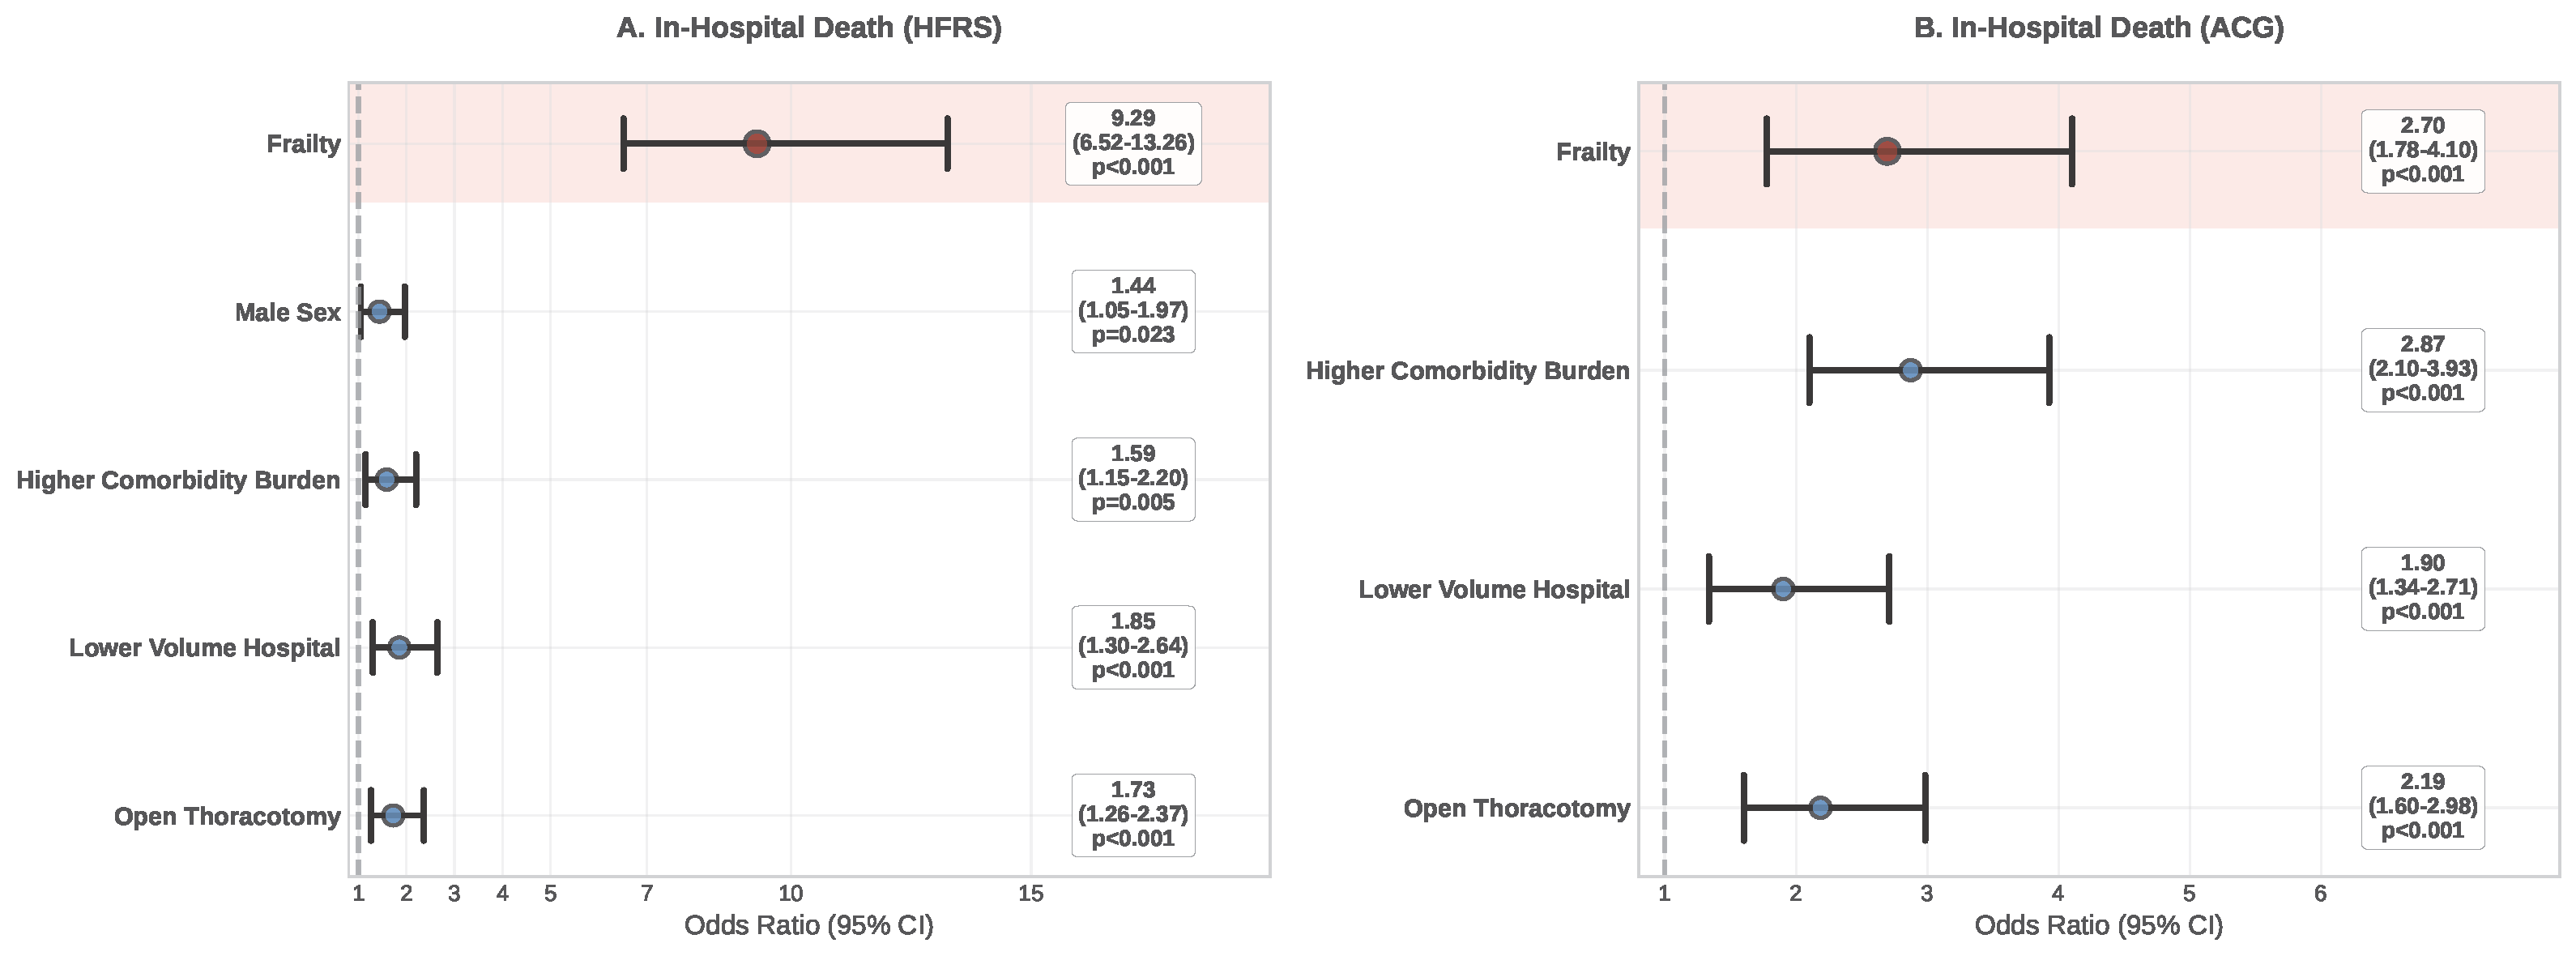 A. In-Hospital Death (HFRS)
Frailty
9.29
(6.52-13.26)
p<0.001
Male Sex
1.44
(1.05-1.97)
p=0.023
Higher Comorbidity Burden
1.59
(1.15-2.20)
p=0.005
Lower Volume Hospital
1.85
(1.30-2.64)
p<0.001
Open Thoracotomy
1.73
(1.26-2.37)
p<0.001
1 2 3 4 5 7 10 15
Odds Ratio (95% CI)
B. In-Hospital Death (ACG)
Frailty
2.70
(1.78-4.10)
p<0.001
Higher Comorbidity Burden
2.87
(2.10-3.93)
p<0.001
Lower Volume Hospital
1.90
(1.34-2.71)
p<0.001
Open Thoracotomy
2.19
(1.60-2.98)
p<0.001
1 2 3 4 5 6
Odds Ratio (95% CI)